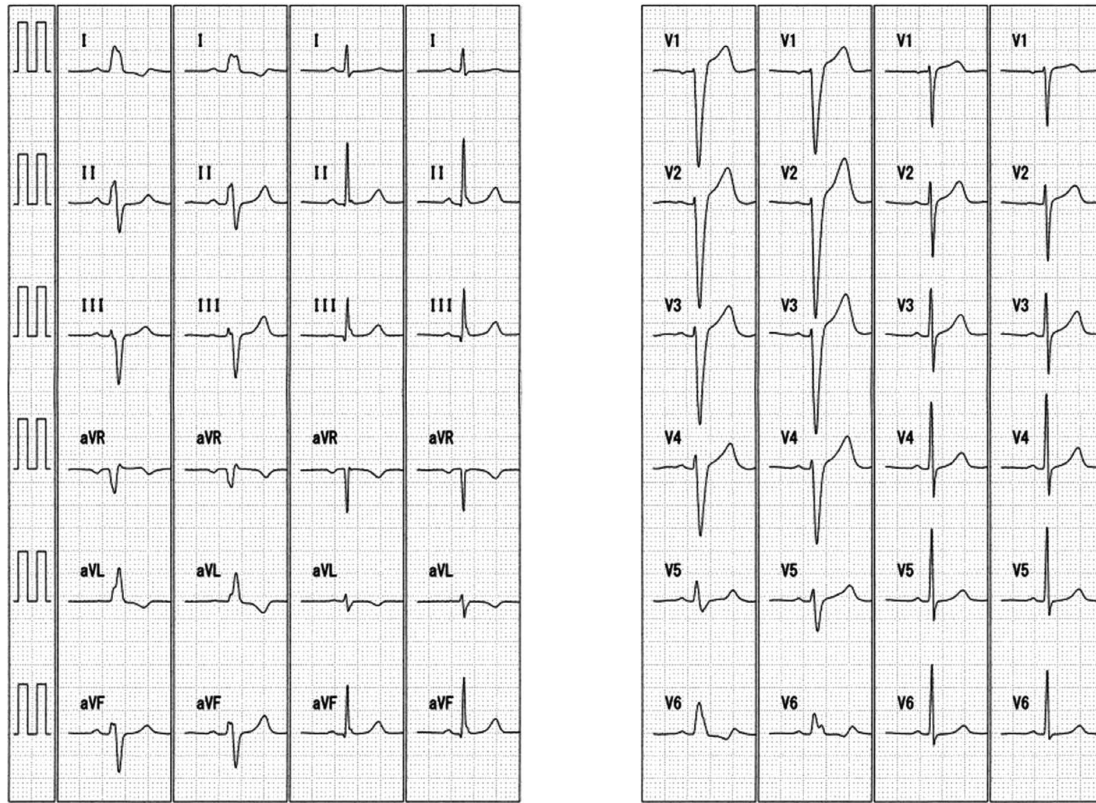 I I I I V1 V1 V1 V1
II II II II V2 V2 V2 V2
III III III III V3 V3 V3 V3
aVR aVR aVR aVR V4 V4 V4 V4
aVL aVL aVL aVL V5 V5 V5 V5
aVF aVF aVF aVF V6 V6 V6 V6